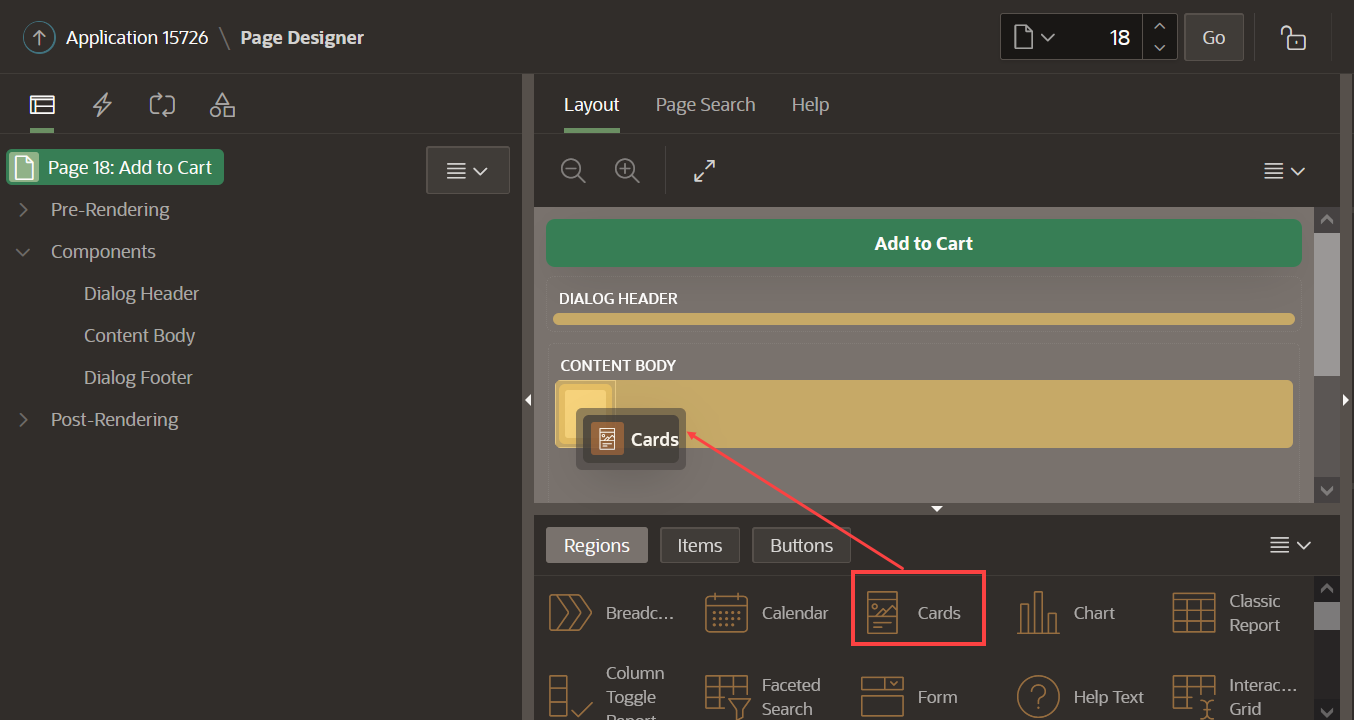 Application 15726 \ Page Designer
18
Go
Layout
Page Search
Help
Page 18: Add to Cart
Pre-Rendering
Components
Dialog Header
Content Body
Dialog Footer
Post-Rendering
Add to Cart
DIALOG HEADER
CONTENT BODY
Cards
Regions
Items
Buttons
Breadc...
Calendar
Cards
Chart
Classic
Report
Column
Toggle
Report
Faceted
Search
Form
Help Text
Interac...
Grid